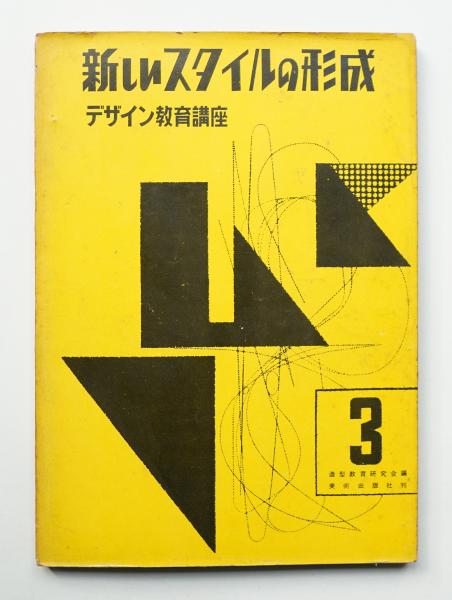 新しいスタイルの形成
デザイン教育講座
3
造型教育研究会編
美術出版社刊